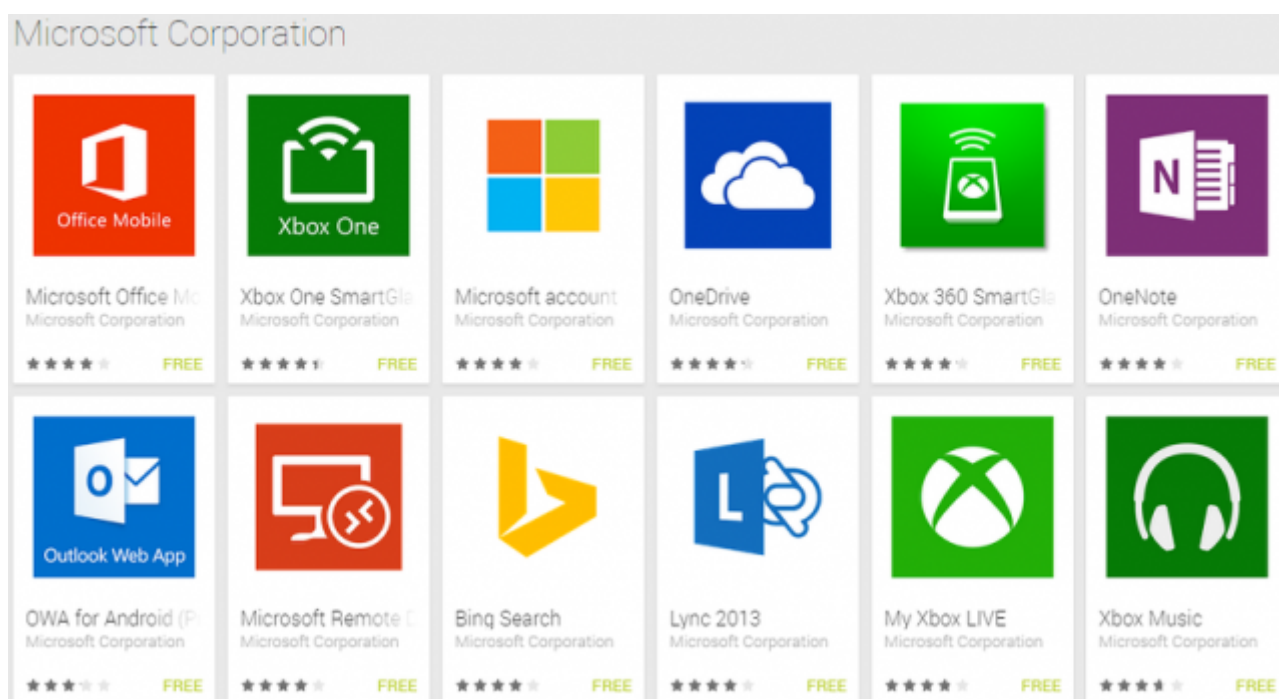 Microsoft Corporation
Office Mobile
Xbox One
N
Microsoft Office Mo
Xbox One SmartGla
Microsoft account
OneDrive
Xbox 360 SmartGla
OneNote
Microsoft Corporation
Microsoft Corporation
Microsoft Corporation
Microsoft Corporation
Microsoft Corporation
Microsoft Corporation
FREE
FREE
FREE
FREE
FREE
FREE
O
L
Outlook Web App
OWA for Android (P
Microsoft Remote D
Bing Search
Lync 2013
My Xbox LIVE
Xbox Music
Microsoft Corporation
Microsoft Corporation
Microsoft Corporation
Microsoft Corporation
Microsoft Corporation
Microsoft Corporation
FREE
FREE
FREE
FREE
FREE
FREE